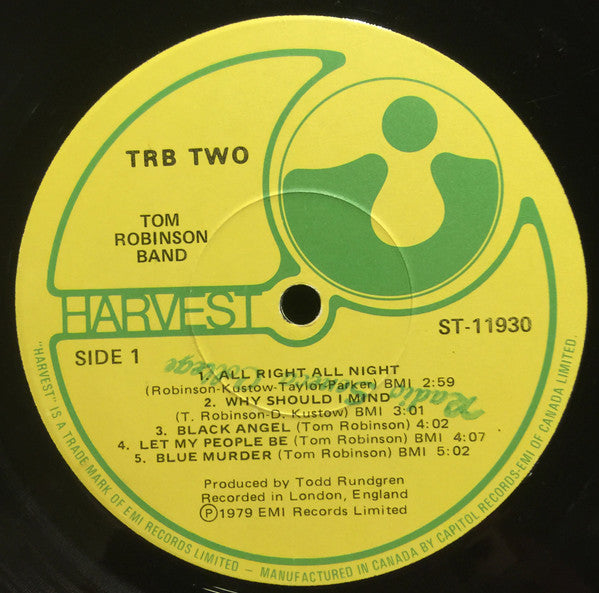 TRB TWO
TOM
ROBINSON
BAND
HARVEST
ST-11930
SIDE 1
1. ALL RIGHT ALL NIGHT
(Robinson-Kustow-Taylor-Parker) BMI 2:59
2. WHY SHOULD I MIND
(T. Robinson-D. Kustow) BMI 3:01
3. BLACK ANGEL (Tom Robinson) 4:02
4. LET MY PEOPLE BE (Tom Robinson) BMI 4:07
5. BLUE MURDER (Tom Robinson) BMI 5:02
Produced by Todd Rundgren
Recorded in London, England
Ⓟ1979 EMI Records Limited
"HARVEST" IS A TRADE MARK OF EMI RECORDS LIMITED – MANUFACTURED IN CANADA BY CAPITOL RECORDS-EMI OF CANADA LIMITED.
Radio
College